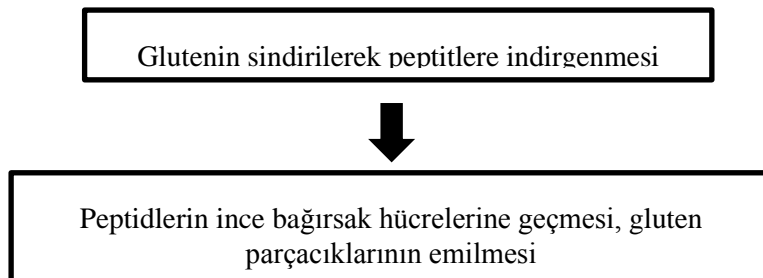 Glutenin sindirilerek peptitlere indirgenmesi
Peptidlerin ince bağırsak hücrelerine geçmesi, gluten
parçacıklarının emilmesi